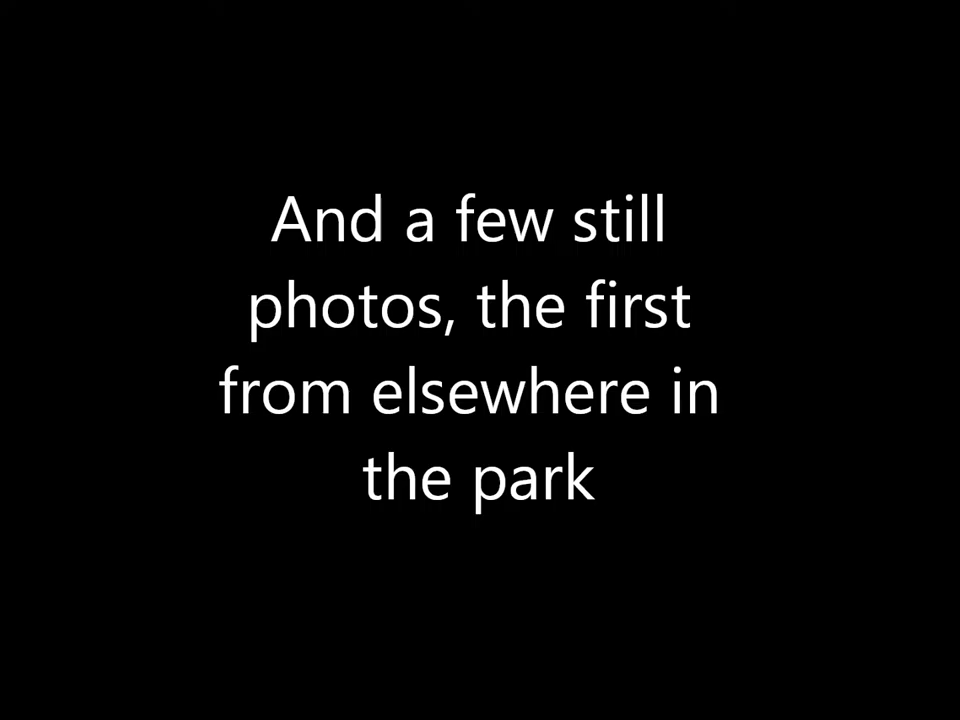 And a few still
photos, the first
from elsewhere in
the park